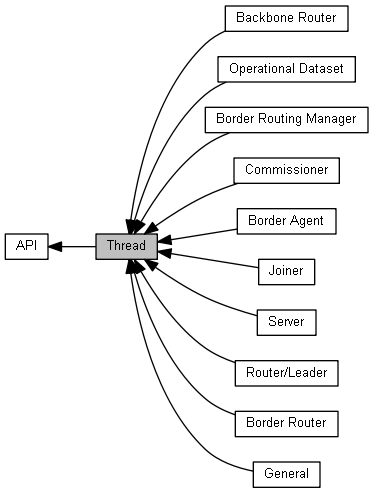 Backbone Router
Operational Dataset
Border Routing Manager
Commissioner
Border Agent
API
Thread
Joiner
Server
Router/Leader
Border Router
General